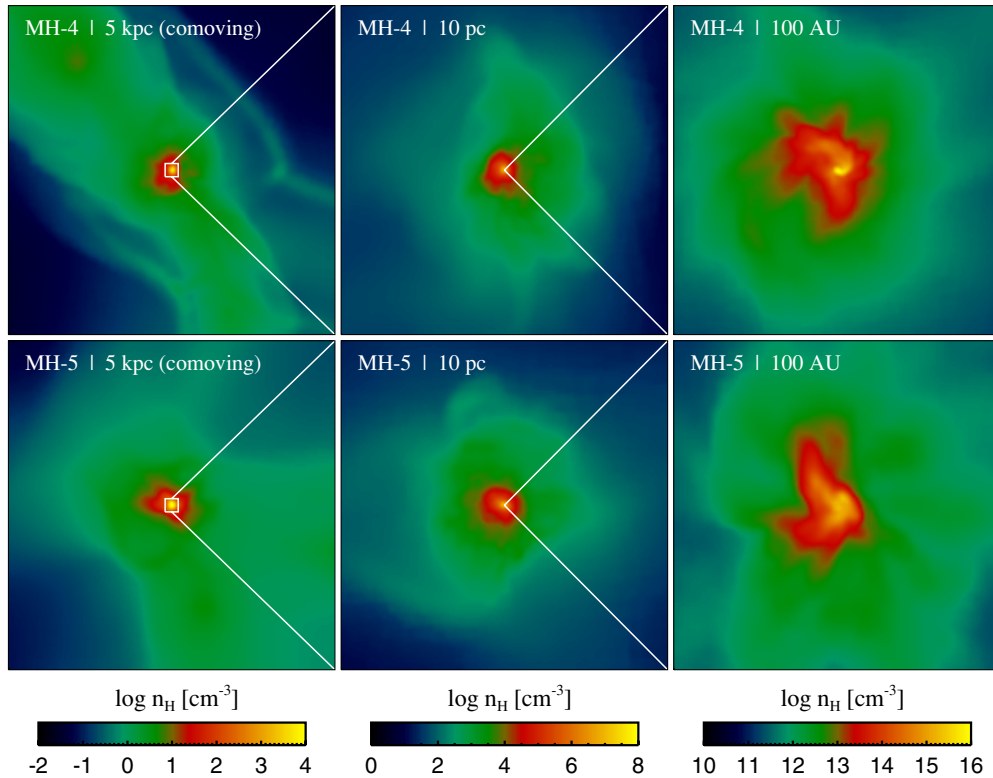 MH-4 | 5 kpc (comoving)
MH-4 | 10 pc
MH-4 | 100 AU
MH-5 | 5 kpc (comoving)
MH-5 | 10 pc
MH-5 | 100 AU
log n_H [cm^-3]
log n_H [cm^-3]
log n_H [cm^-3]
-2 -1 0 1 2 3 4
0 2 4 6 8
10 11 12 13 14 15 16